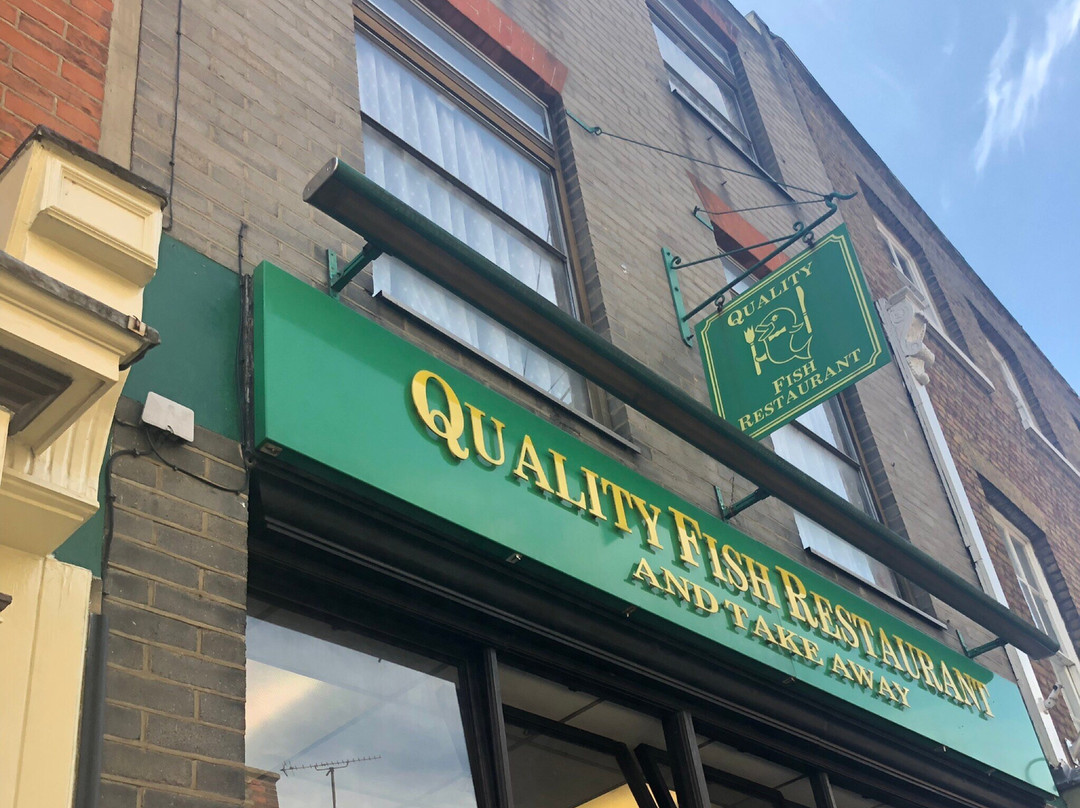 QUALITY
FISH
RESTAURANT
QUALITY FISH RESTAURANT
AND TAKE AWAY